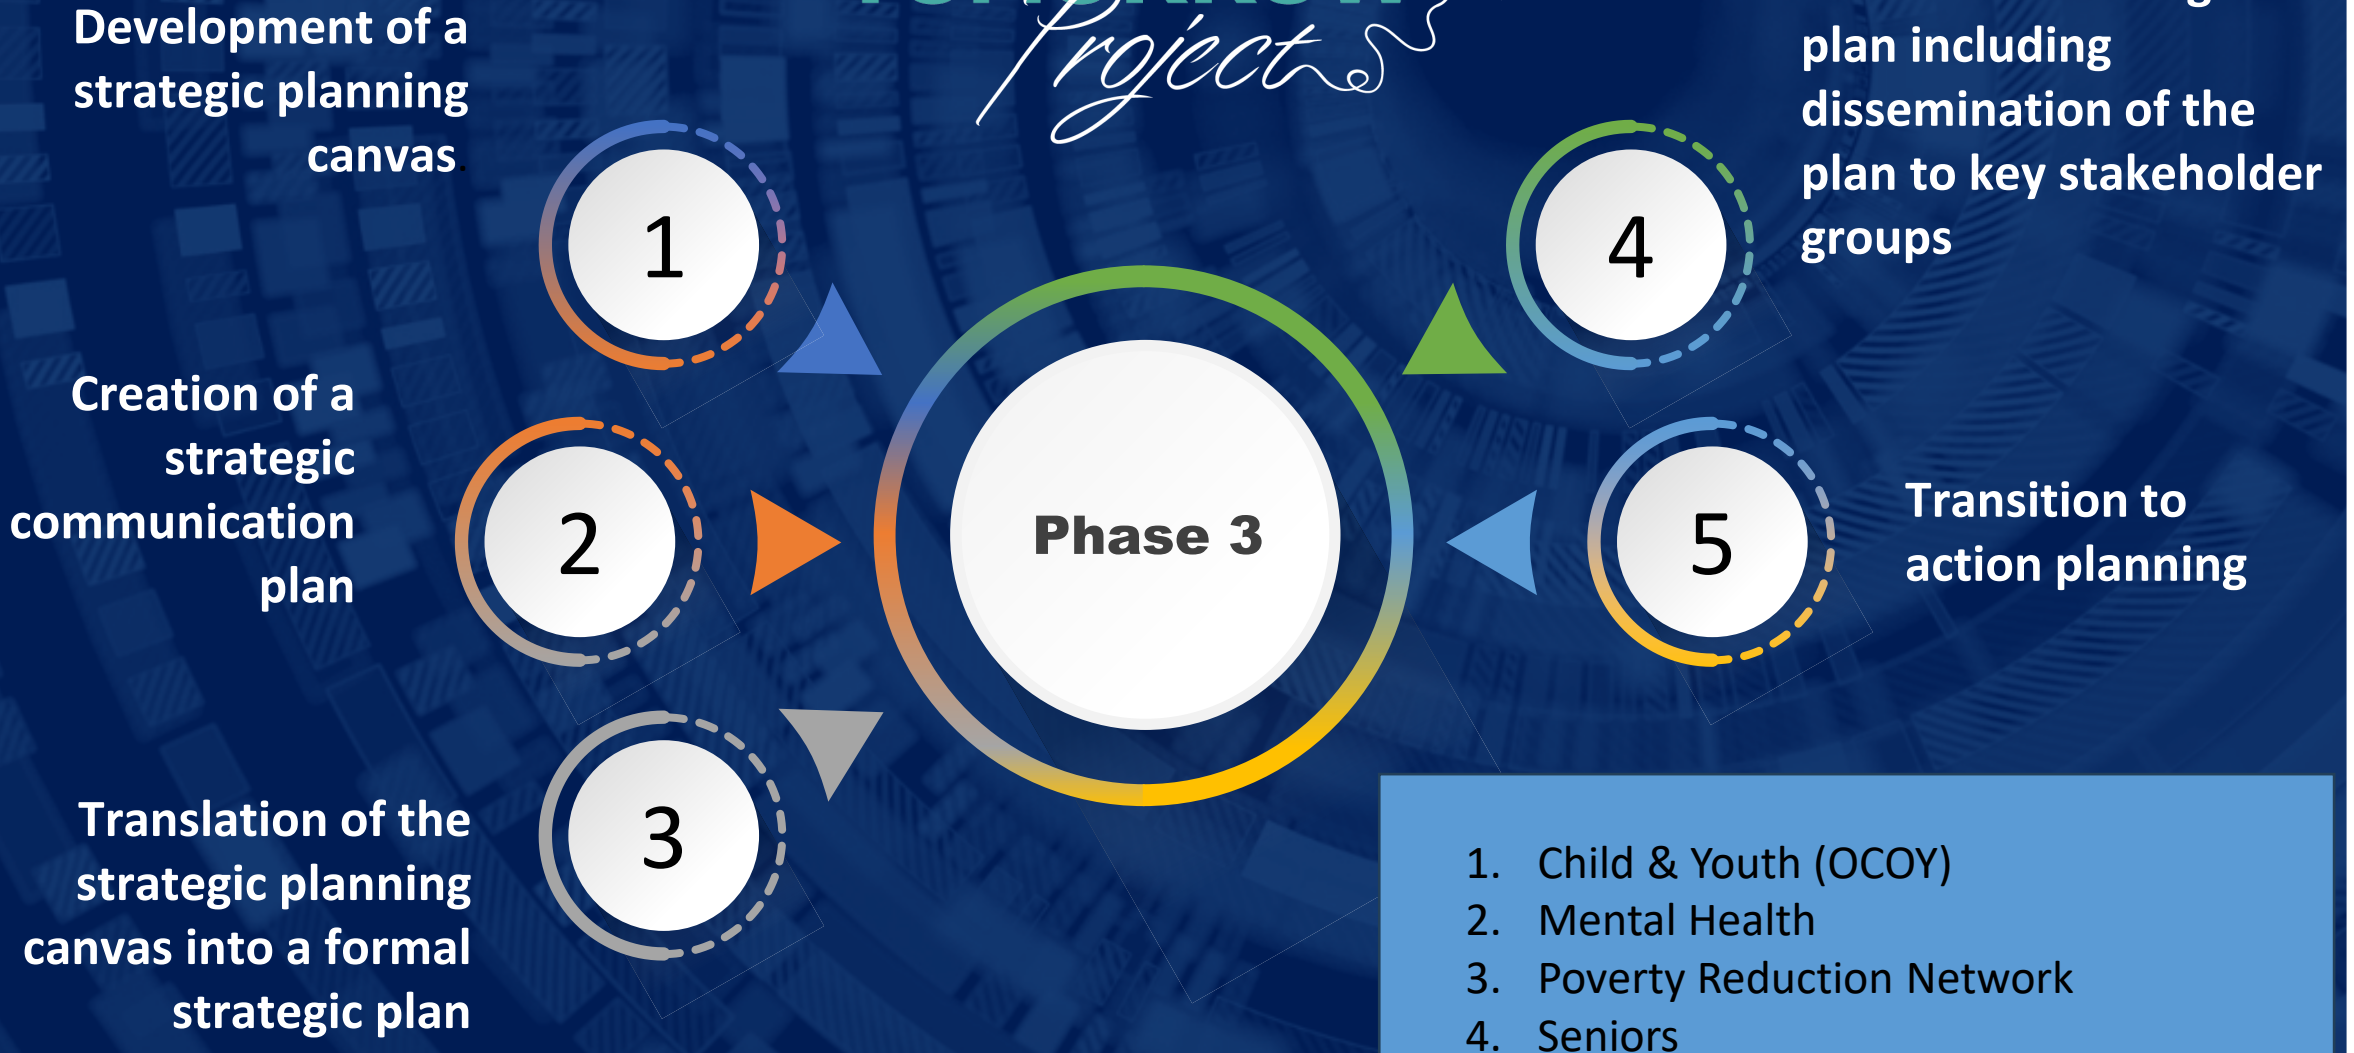 Development of a
strategic planning
canvas.
1
Creation of a
strategic
communication
plan
2
Translation of the
strategic planning
canvas into a formal
strategic plan
3
TOMORROW
Project
Phase 3
4
plan including
dissemination of the
plan to key stakeholder
groups
5
Transition to
action planning
1. Child & Youth (OCOY)
2. Mental Health
3. Poverty Reduction Network
4. Seniors